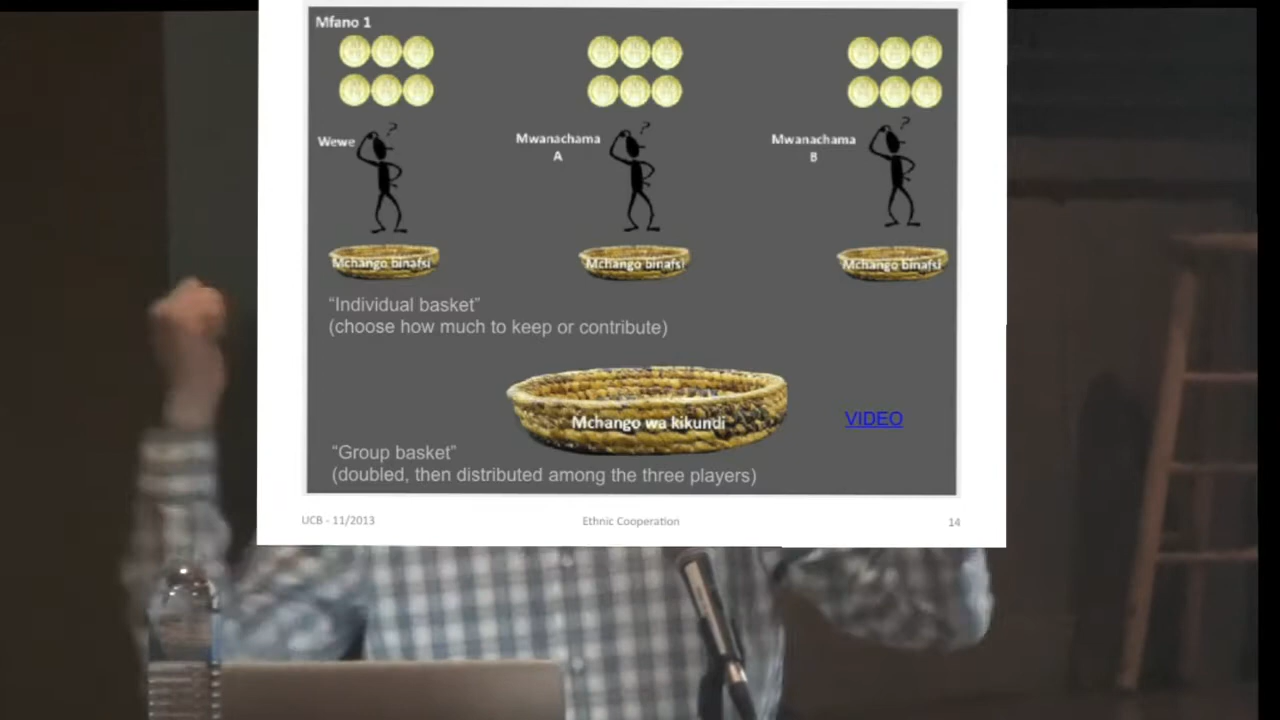 Mfano 1
Wewe
Mwanachama
A
Mwanachama
B
Mchango binafsi
Mchango binafsi
Mchango binafsi
“Individual basket”
(choose how much to keep or contribute)
Mchango wa kikundi
VIDEO
“Group basket”
(doubled, then distributed among the three players)
UCB - 11/2013
Ethnic Cooperation
14